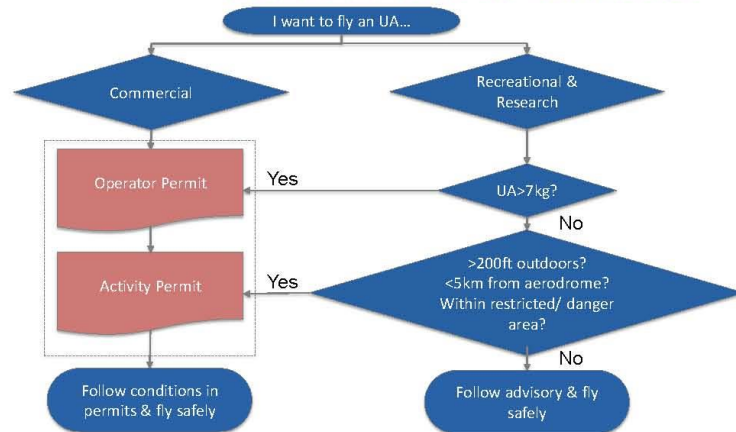 I want to fly an UA...
Commercial
Recreational &
Research
Operator Permit
Yes
UA>7kg?
No
Activity Permit
Yes
>200ft outdoors?
<5km from aerodrome?
Within restricted/ danger
area?
No
Follow conditions in
permits & fly safely
Follow advisory & fly
safely